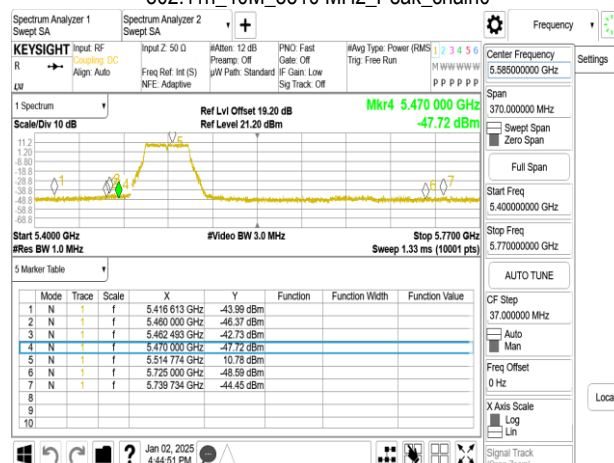 Spectrum Analyzer 1
Swept SA
Spectrum Analyzer 2
Swept SA
Frequency
Settings
KEYSIGHT
R
Input: RF
Coupling: DC
Align: Auto
Input Z: 50 Ω
Freq Ref: Int (S)
NFE: Adaptive
#Atten: 12 dB
Preamp: Off
µW Path: Standard
PNO: Fast
Gate: Off
IF Gain: Low
Sig Track: Off
#Avg Type: Power (RMS
Trig: Free Run
1 2 3 4 5 6
M W W W W W
P P P P P P
1 Spectrum
Scale/Div 10 dB
Ref Lvl Offset 19.20 dB
Ref Level 21.20 dBm
Mkr4 5.470 000 GHz
-47.72 dBm
11.2
1.20
-8.80
-18.8
-28.8
-38.8
-48.8
-58.8
-68.8
Start 5.4000 GHz
#Res BW 1.0 MHz
#Video BW 3.0 MHz
Stop 5.7700 GHz
Sweep 1.33 ms (10001 pts)
5 Marker Table
Mode Trace Scale X Y Function Function Width Function Value
1 N 1 f 5.416 613 GHz -43.99 dBm
2 N 1 f 5.460 000 GHz -46.37 dBm
3 N 1 f 5.462 493 GHz -42.73 dBm
4 N 1 f 5.470 000 GHz -47.72 dBm
5 N 1 f 5.514 774 GHz 10.78 dBm
6 N 1 f 5.725 000 GHz -48.59 dBm
7 N 1 f 5.739 734 GHz -44.45 dBm
8
9
10
Jan 02, 2025
4:44:51 PM
Center Frequency
5.585000000 GHz
Span
370.000000 MHz
Swept Span
Zero Span
Full Span
Start Freq
5.400000000 GHz
Stop Freq
5.770000000 GHz
AUTO TUNE
CF Step
37.000000 MHz
Auto
Man
Freq Offset
0 Hz
X Axis Scale
Log
Lin
Signal Track
Loca